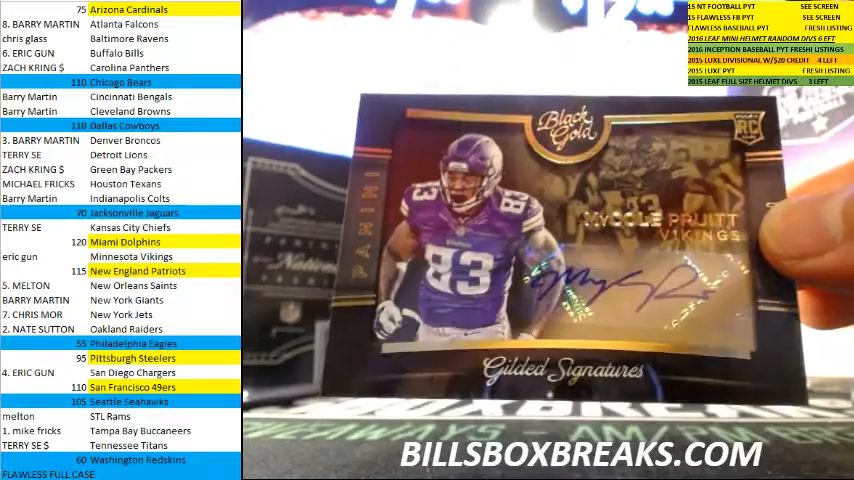 75 Arizona Cardinals
8. BARRY MARTIN Atlanta Falcons
chris glass Baltimore Ravens
6. ERIC GUN Buffalo Bills
ZACH KRING $ Carolina Panthers
110 Chicago Bears
Barry Martin Cincinnati Bengals
Barry Martin Cleveland Browns
110 Dallas Cowboys
3. BARRY MARTIN Denver Broncos
TERRY SE Detroit Lions
ZACH KRING $ Green Bay Packers
MICHAEL FRICKS Houston Texans
Barry Martin Indianapolis Colts
70 Jacksonville Jaguars
TERRY SE Kansas City Chiefs
120 Miami Dolphins
eric gun Minnesota Vikings
115 New England Patriots
5. MELTON New Orleans Saints
BARRY MARTIN New York Giants
7. CHRIS MOR New York Jets
2. NATE SUTTON Oakland Raiders
55 Philadelphia Eagles
95 Pittsburgh Steelers
4. ERIC GUN San Diego Chargers
110 San Francisco 49ers
105 Seattle Seahawks
melton STL Rams
1. mike fricks Tampa Bay Buccaneers
TERRY SE $ Tennessee Titans
60 Washington Redskins
FLAWLESS FULL CASE
15 NT FOOTBALL PYT SEE SCREEN
15 FLAWLESS FB PYT SEE SCREEN
FLAWLESS BASEBALL PYT FRESH LISTING
2016 LEAF MINI HELMET RANDOM DIVS 6 EFT
2016 INCEPTION BASEBALL PYT FRESH LISTINGS
2015 LUXE DIVISIONAL W/$20 CREDIT 4 LEFT
2015 LUXE PYT FRESH LISTING
2015 LEAF FULL SIZE HELMET DIVS 3 LEFT
Black Gold
RC
PANINI
MYCOLE PRUITT
VIKINGS
83
83
Gilded Signatures
BILLSBOXBREAKS.COM